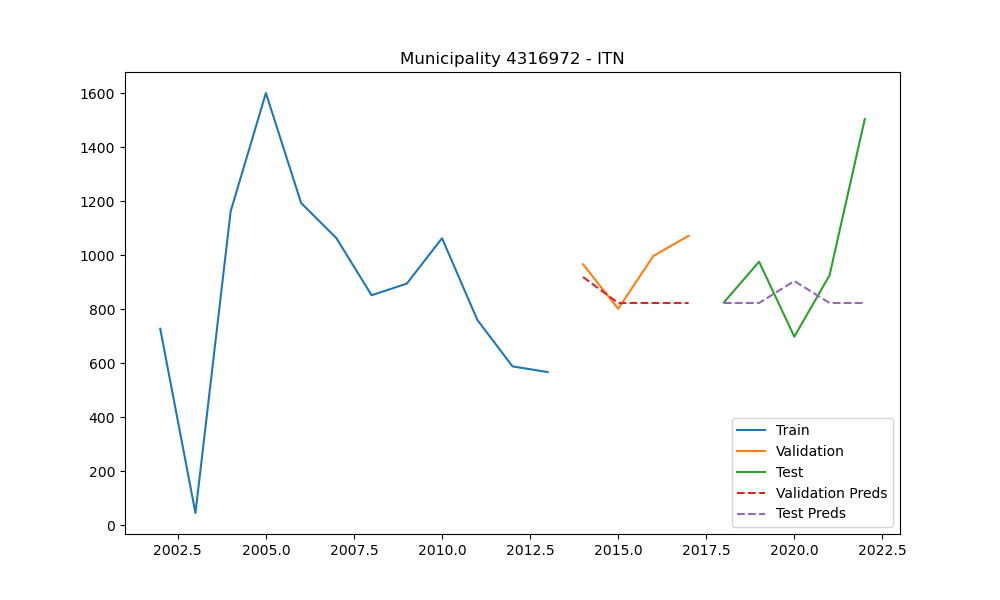 Municipality 4316972 - ITN
1600
1400
1200
1000
800
600
400
200
0
2002.5 2005.0 2007.5 2010.0 2012.5 2015.0 2017.5 2020.0 2022.5
Train
Validation
Test
Validation Preds
Test Preds